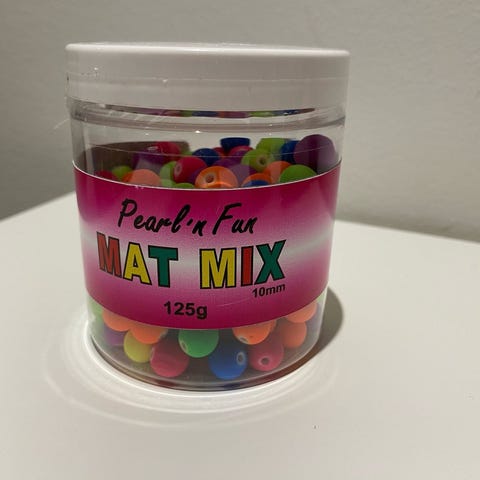 Pearl'n Fun
MAT MIX
10mm
125g